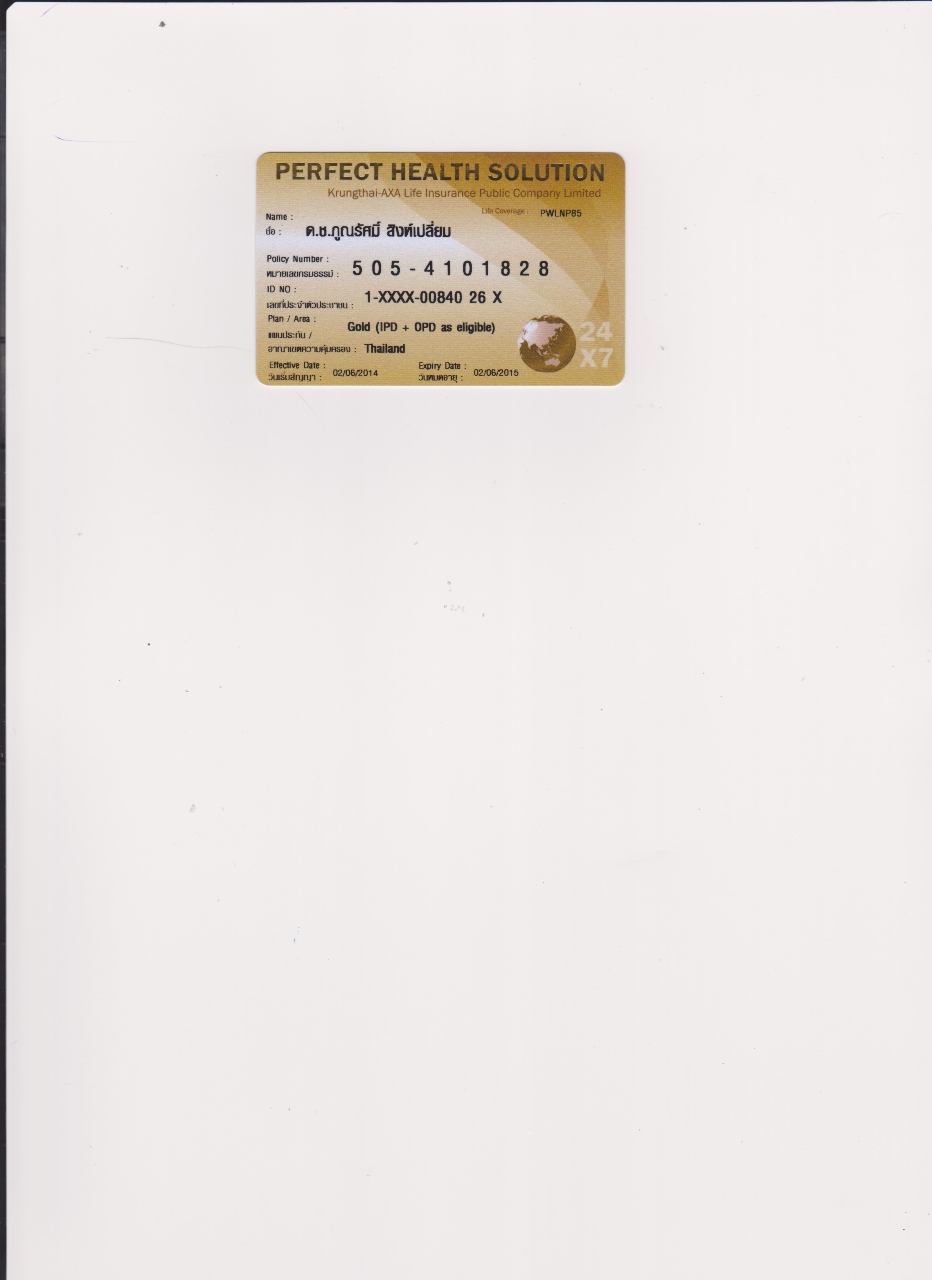 PERFECT HEALTH SOLUTION
Krungthai-AXA Life Insurance Public Company Limited
Life Coverage : PWLNP85
Name :
ชื่อ : ด.ช.ภูณรัศมิ์ สิงห์เปลี่ยม
Policy Number :
หมายเลขกรมธรรม์ : 505-4101828
ID NO :
เลขที่ประจำตัวประชาชน : 1-XXXX-00840 26 X
Plan / Area :
แผนประกัน / Gold (IPD + OPD as eligible)
อาณาเขตความคุ้มครอง : Thailand
24
X7
Effective Date : Expiry Date :
วันเริ่มสัญญา : 02/06/2014 วันหมดอายุ : 02/06/2015